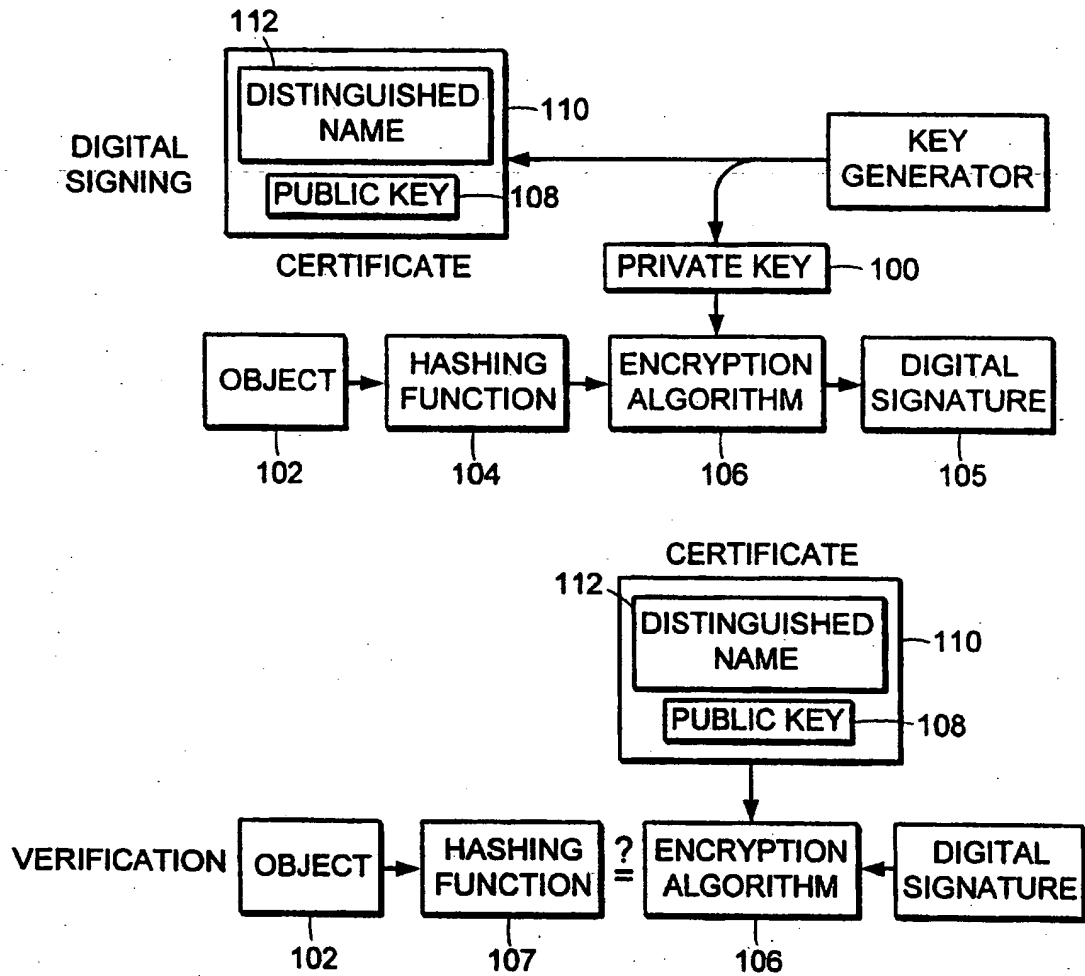 112
DISTINGUISHED
NAME
110
DIGITAL
SIGNING
KEY
GENERATOR
PUBLIC KEY
108
CERTIFICATE
PRIVATE KEY
100
OBJECT
HASHING
FUNCTION
ENCRYPTION
ALGORITHM
DIGITAL
SIGNATURE
102
104
106
105
CERTIFICATE
112
DISTINGUISHED
NAME
110
PUBLIC KEY
108
VERIFICATION
OBJECT
HASHING
FUNCTION
?
=
ENCRYPTION
ALGORITHM
DIGITAL
SIGNATURE
102
107
106